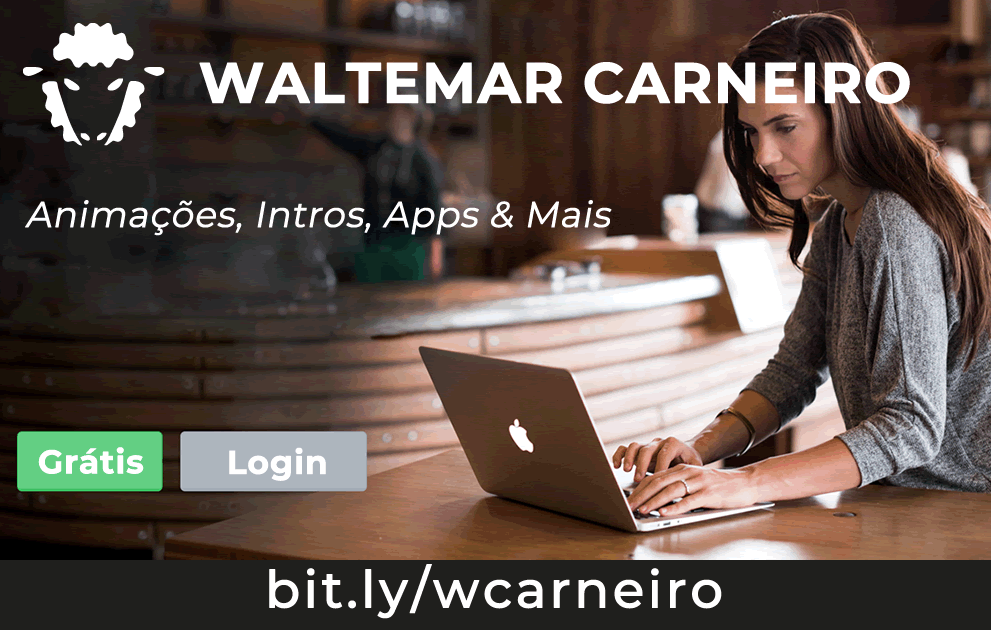 WALTEMAR CARNEIRO
Animações, Intros, Apps & Mais
Grátis
Login
bit.ly/wcarneiro